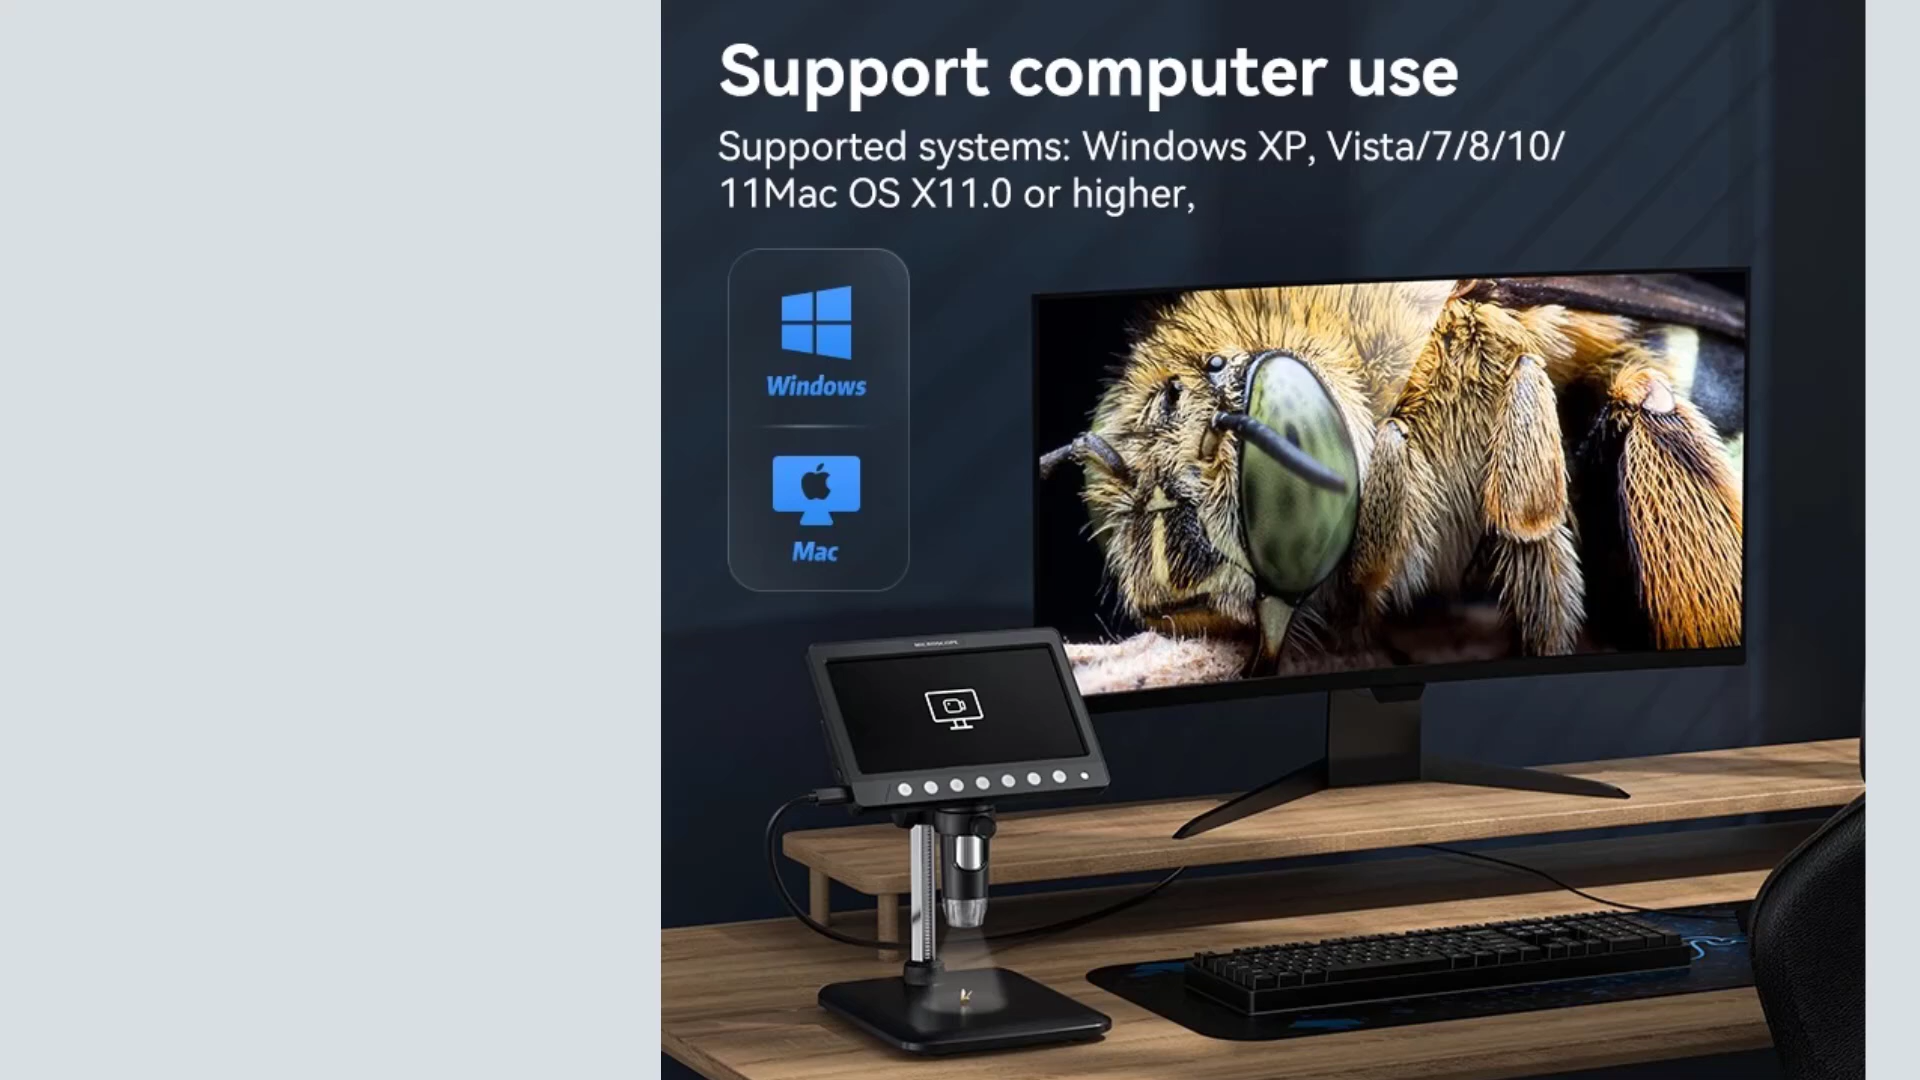 Support computer use
Supported systems: Windows XP, Vista/7/8/10/
11Mac OS X11.0 or higher,
Windows
Mac
MICROSCOPE